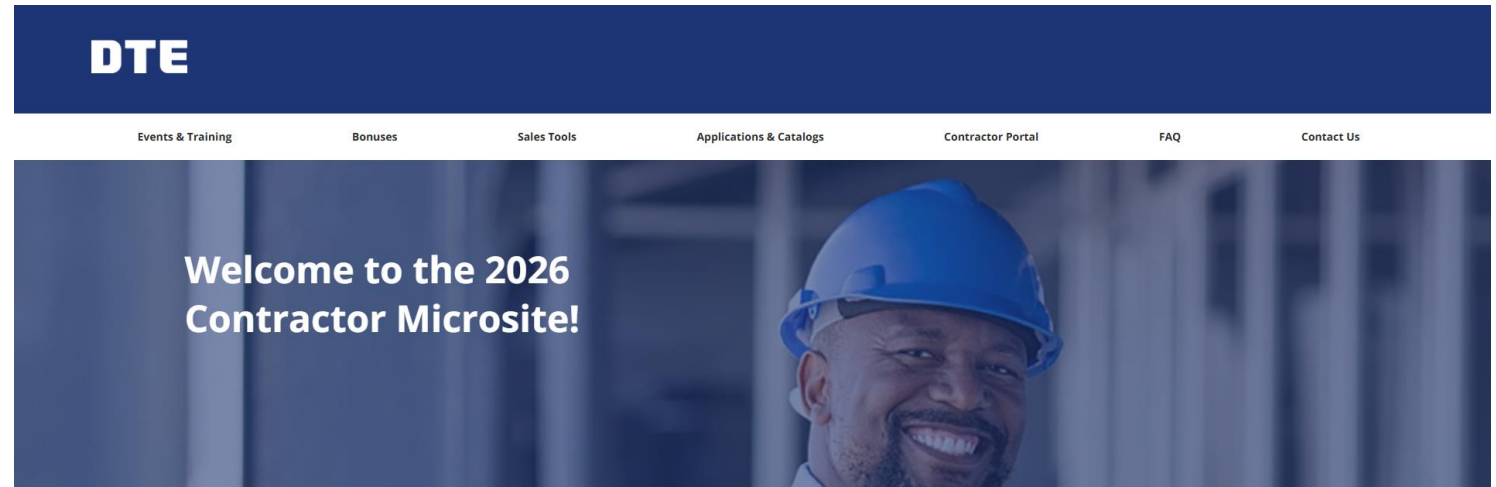 DTE
Events & Training Bonuses Sales Tools Applications & Catalogs Contractor Portal FAQ Contact Us
Welcome to the 2026
Contractor Microsite!